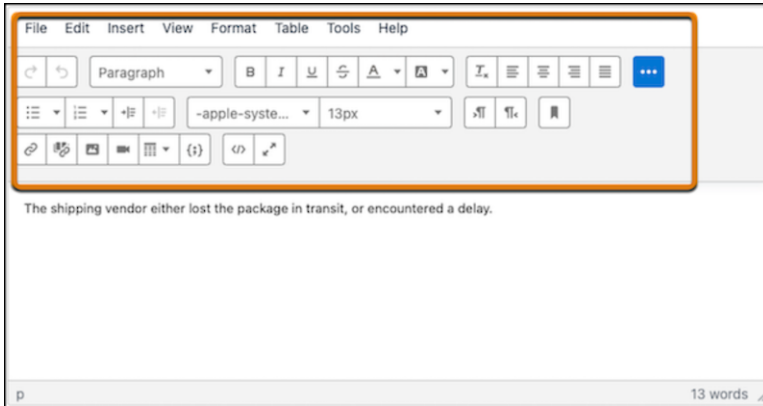 File Edit Insert View Format Table Tools Help
Paragraph B I U S A A
-apple-syste... 13px
The shipping vendor either lost the package in transit, or encountered a delay.
p 13 words